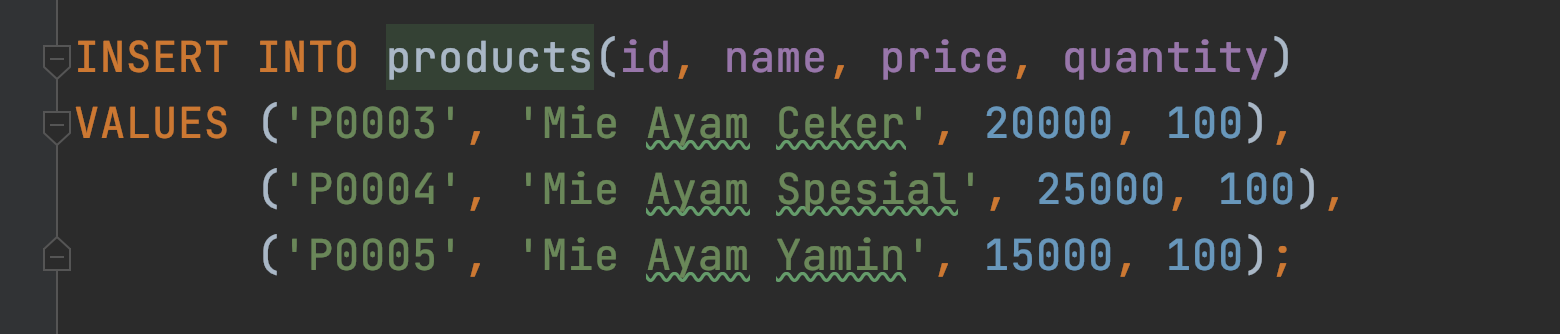 INSERT INTO products(id, name, price, quantity)
VALUES ('P0003', 'Mie Ayam Ceker', 20000, 100),
('P0004', 'Mie Ayam Spesial', 25000, 100),
('P0005', 'Mie Ayam Yamin', 15000, 100);